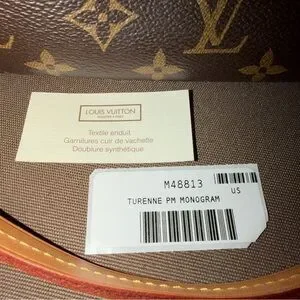 LOUIS VUITTON
Textile enduit
Garnitures cuir de vachette
Doublure synthétique
M48813
US
TURENNE PM MONOGRAM